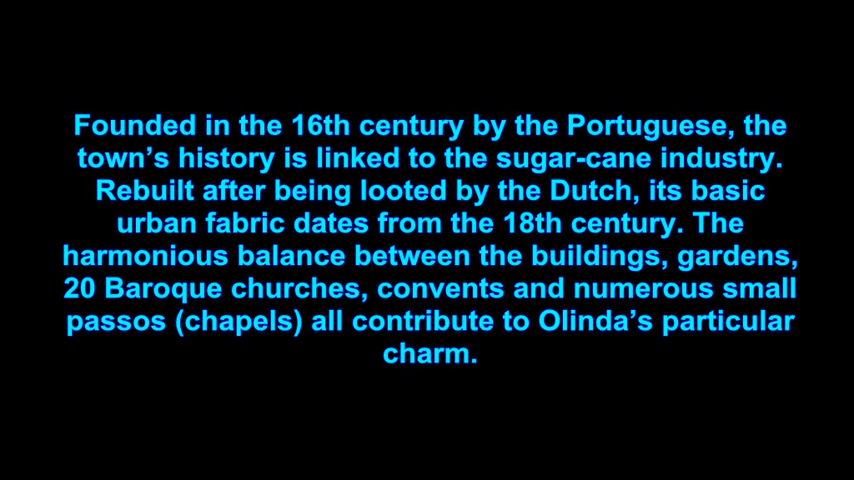 Founded in the 16th century by the Portuguese, the
town’s history is linked to the sugar-cane industry.
Rebuilt after being looted by the Dutch, its basic
urban fabric dates from the 18th century. The
harmonious balance between the buildings, gardens,
20 Baroque churches, convents and numerous small
passos (chapels) all contribute to Olinda’s particular
charm.